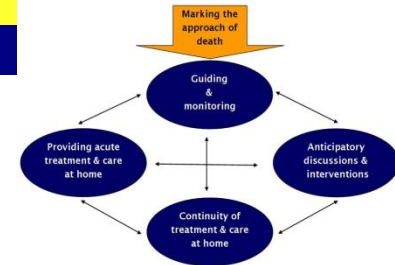 Marking the
approach of
death
Guiding
&
monitoring
Providing acute
treatment & care
at home
Anticipatory
discussions &
interventions
Continuity of
treatment & care
at home